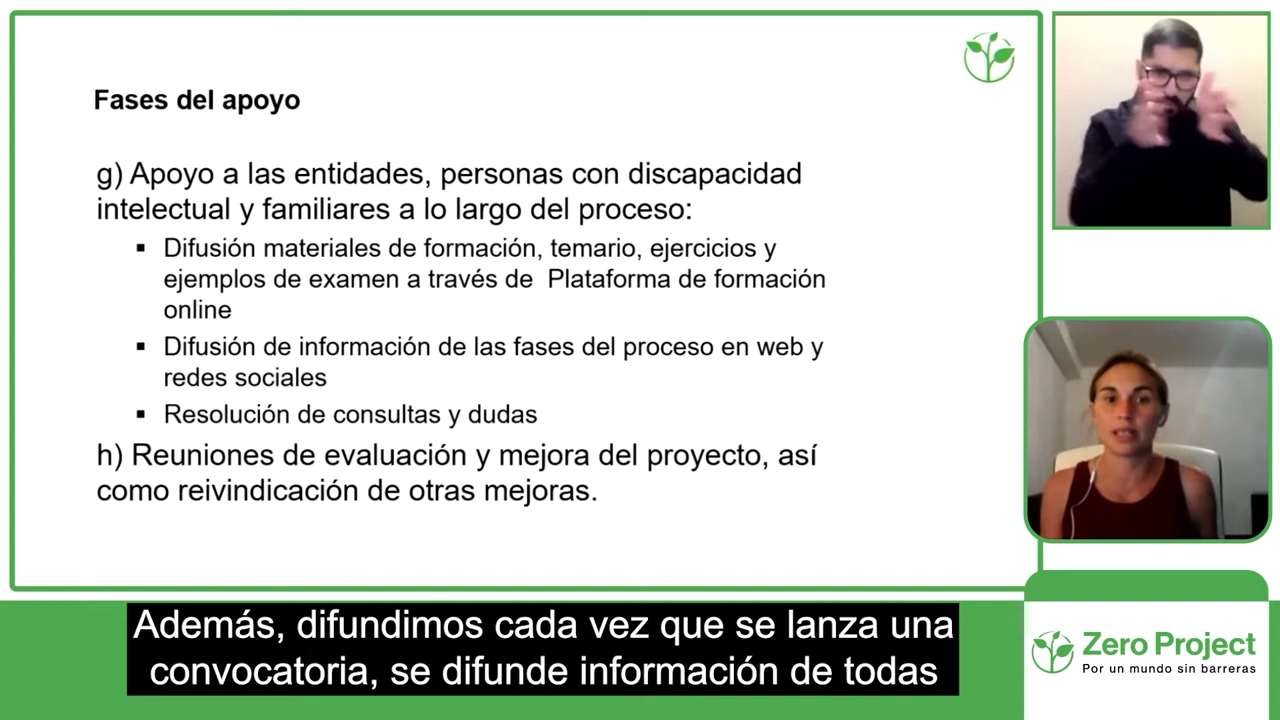 Fases del apoyo
g) Apoyo a las entidades, personas con discapacidad
intelectual y familiares a lo largo del proceso:
▪ Difusión materiales de formación, temario, ejercicios y
ejemplos de examen a través de Plataforma de formación
online
▪ Difusión de información de las fases del proceso en web y
redes sociales
▪ Resolución de consultas y dudas
h) Reuniones de evaluación y mejora del proyecto, así
como reivindicación de otras mejoras.
Además, difundimos cada vez que se lanza una
convocatoria, se difunde información de todas
Zero Project
Por un mundo sin barreras